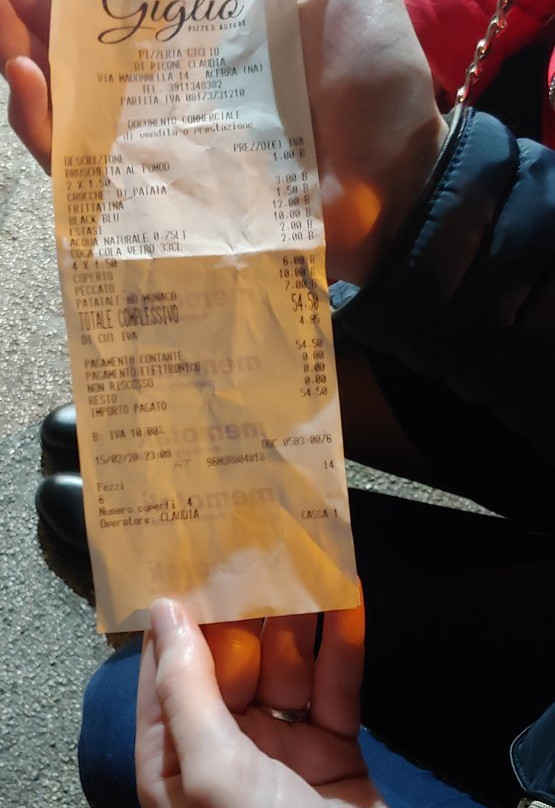 Giglio
PIZZE D'AUTORE
PIZZERIA GIGLIO
DI PICONE CLAUDIA
VIA MADONNELLA 14 - ACERRA (NA)
TEL. 3911348382
PARTITA IVA 08173731210
DOCUMENTO COMMERCIALE
di vendita o prestazione
DESCRIZIONE PREZZO(€) IVA
BRUSCHETTA AL POMOD 1.00 B
2 X 1.50
CROCCHE' DI PATATA 3.00 B
FRITTATINA 1.50 B
BLACK BLU 12.00 B
ESTASI 10.00 B
ACQUA NATURALE 0.75LT 2.00 B
COCA COLA VETRO 33CL 2.00 B
4 X 1.50
COPERTO 6.00 B
PECCATO 10.00 B
PATATALE NO MONACO 7.00 B
TOTALE COMPLESSIVO 54.50
DI CUI IVA 4.95
PAGAMENTO CONTANTE 54.50
PAGAMENTO ELETTRONICO 0.00
NON RISCOSSO 0.00
RESTO 0.00
IMPORTO PAGATO 54.50
B: IVA 10.00%
15/02/20 23:08 DOC.0503-0076
RT
Pezzi 14
6
Numero coperti 4
Operatore: CLAUDIA CASSA 1